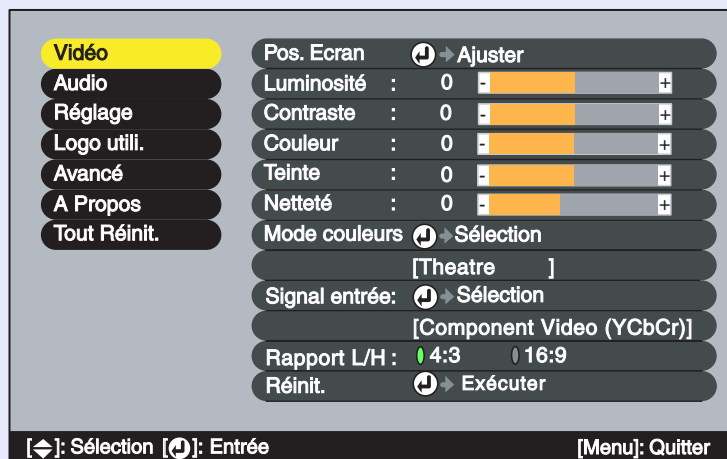 Vidéo
Audio
Réglage
Logo utili.
Avancé
A Propos
Tout Réinit.
Pos. Ecran Ajuster
Luminosité : 0 - +
Contraste : 0 - +
Couleur : 0 - +
Teinte : 0 - +
Netteté : 0 - +
Mode couleurs Sélection
[Theatre ]
Signal entrée: Sélection
[Component Video (YCbCr)]
Rapport L/H : 4:3 16:9
Réinit. Exécuter
[ ]: Sélection [ ]: Entrée [Menu]: Quitter